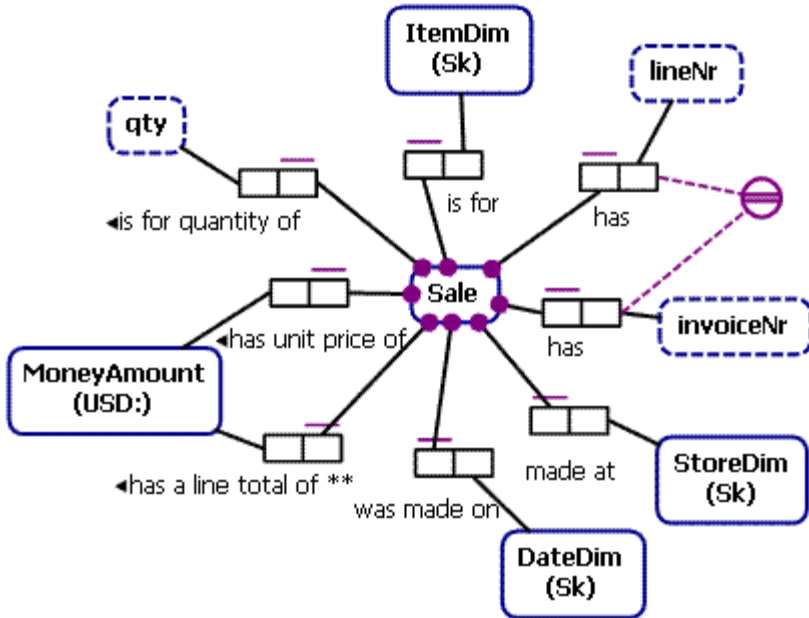 ItemDim
(Sk)
lineNr
qty
is for
◄is for quantity of
has
Sale
◄has unit price of
has
invoiceNr
MoneyAmount
(USD:)
◄has a line total of **
made at
StoreDim
(Sk)
was made on
DateDim
(Sk)